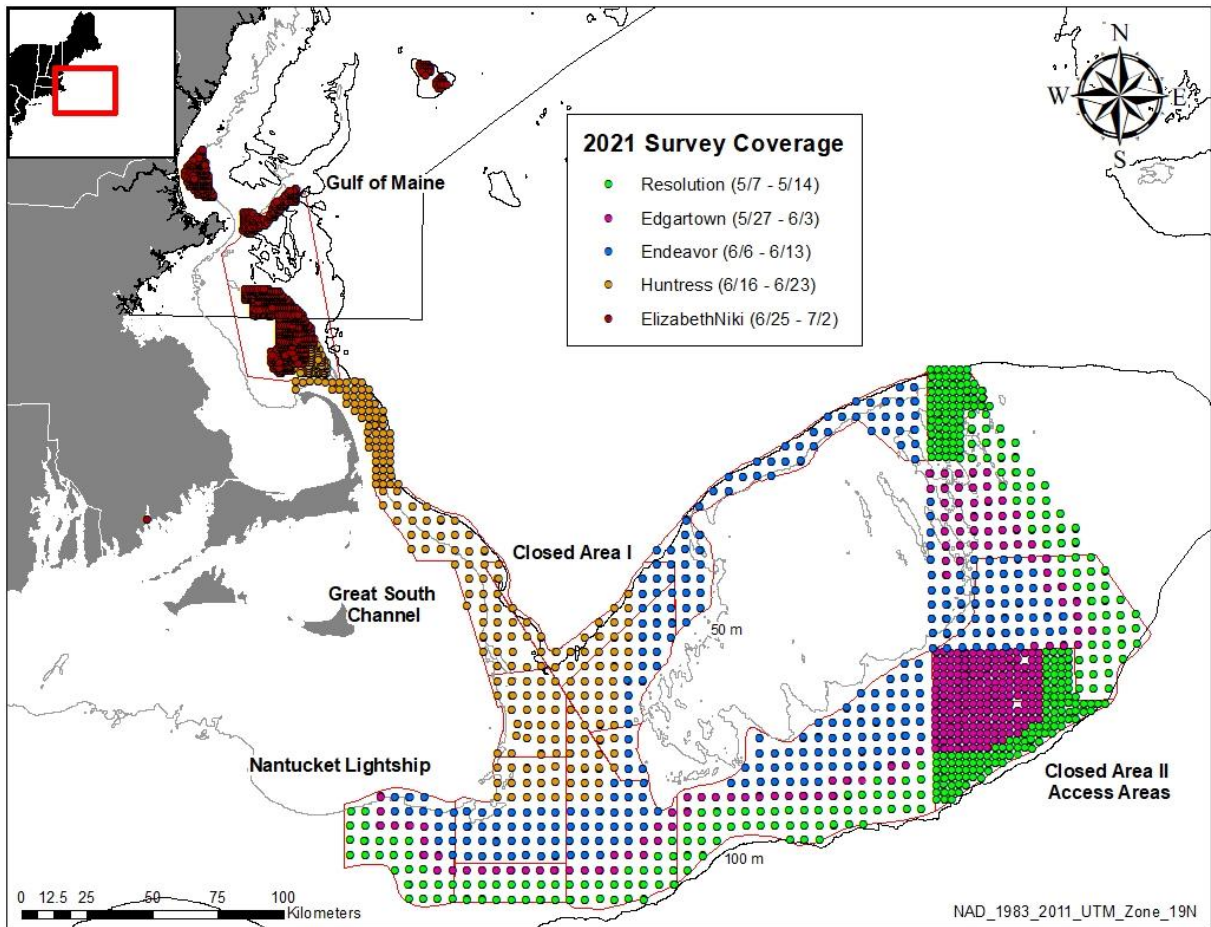 N
W
E
S
2021 Survey Coverage
Resolution (5/7 - 5/14)
Edgartown (5/27 - 6/3)
Endeavor (6/6 - 6/13)
Huntress (6/16 - 6/23)
ElizabethNiki (6/25 - 7/2)
Gulf of Maine
Closed Area I
Great South
Channel
50 m
Nantucket Lightship
Closed Area II
Access Areas
100 m
0 12.5 25 50 75 100
Kilometers
NAD_1983_2011_UTM_Zone_19N